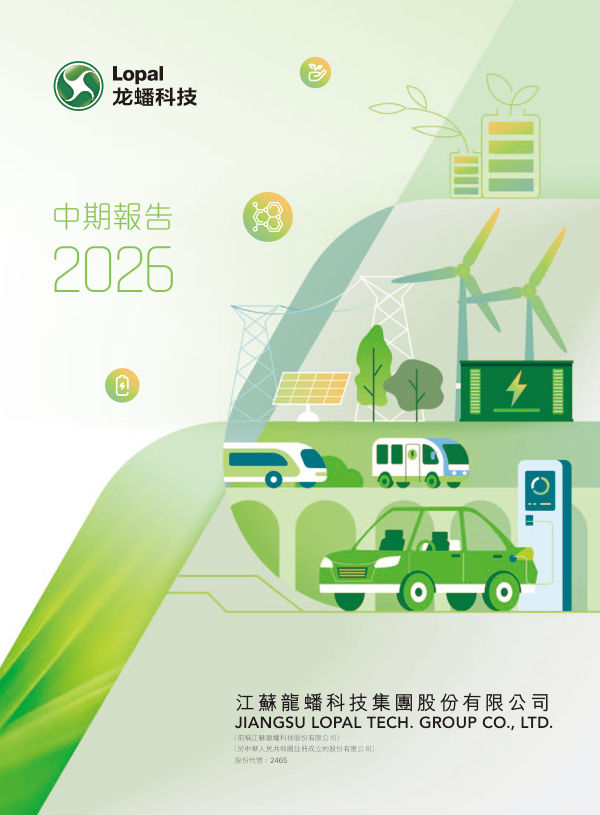 Lopal
龙蟠科技
中期報告
2026
江蘇龍蟠科技集團股份有限公司
JIANGSU LOPAL TECH. GROUP CO., LTD.
（前稱江蘇龍蟠科技股份有限公司）
（於中華人民共和國註冊成立的股份有限公司）
股份代號：2465